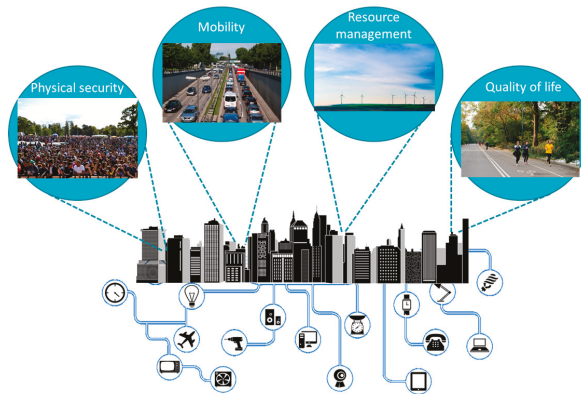 Physical security
Mobility
Resource
management
Quality of life